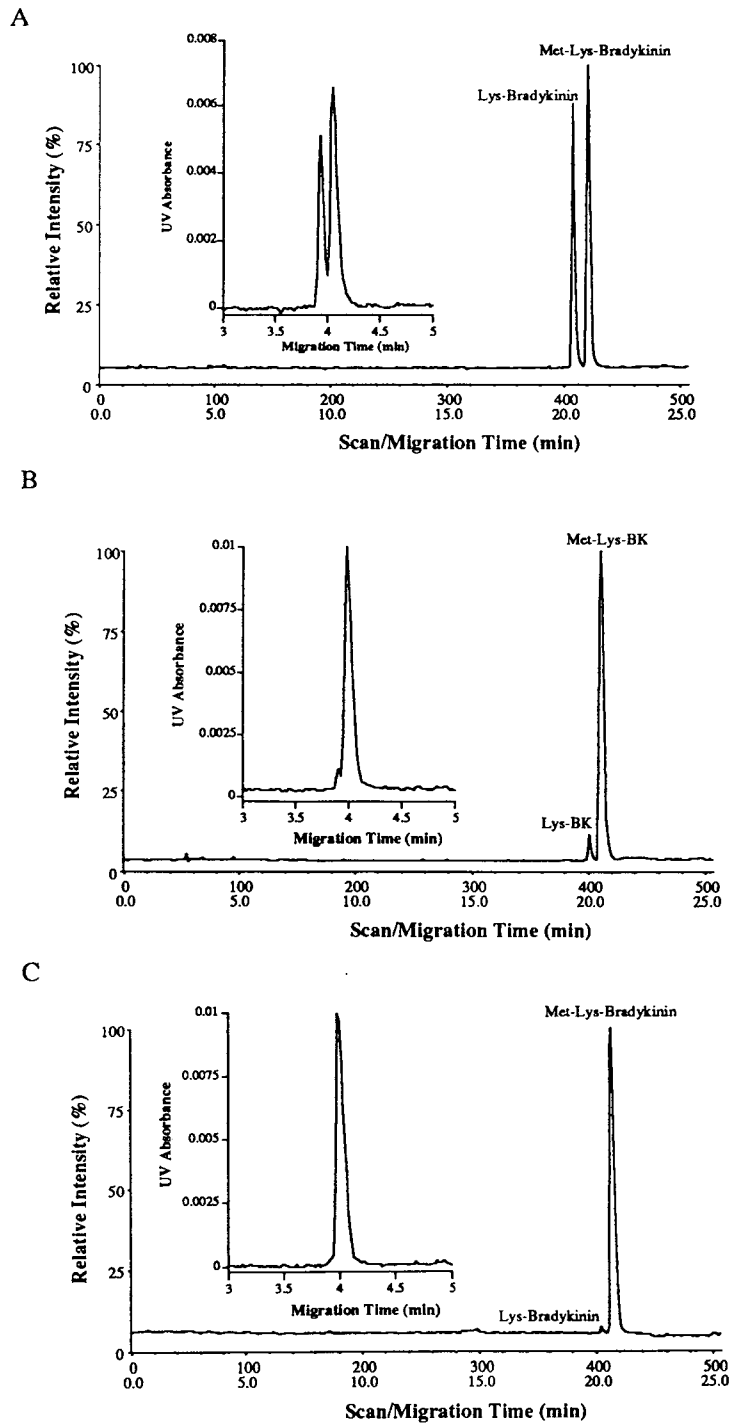 A
Met-Lys-Bradykinin
Lys-Bradykinin
Relative Intensity (%)
100
75
50
25
0
UV Absorbance
0.008
0.006
0.004
0.002
0
3 3.5 4 4.5 5
Migration Time (min)
100 200 300 400 500
0.0 5.0 10.0 15.0 20.0 25.0
Scan/Migration Time (min)
B
Met-Lys-BK
Lys-BK
Relative Intensity (%)
100
75
50
25
0
UV Absorbance
0.01
0.0075
0.005
0.0025
0
3 3.5 4 4.5 5
Migration Time (min)
100 200 300 400 500
0.0 5.0 10.0 15.0 20.0 25.0
Scan/Migration Time (min)
C
Met-Lys-Bradykinin
Lys-Bradykinin
Relative Intensity (%)
100
75
50
25
0
UV Absorbance
0.01
0.0075
0.005
0.0025
0
3 3.5 4 4.5 5
Migration Time (min)
100 200 300 400 500
0.0 5.0 10.0 15.0 20.0 25.0
Scan/Migration Time (min)